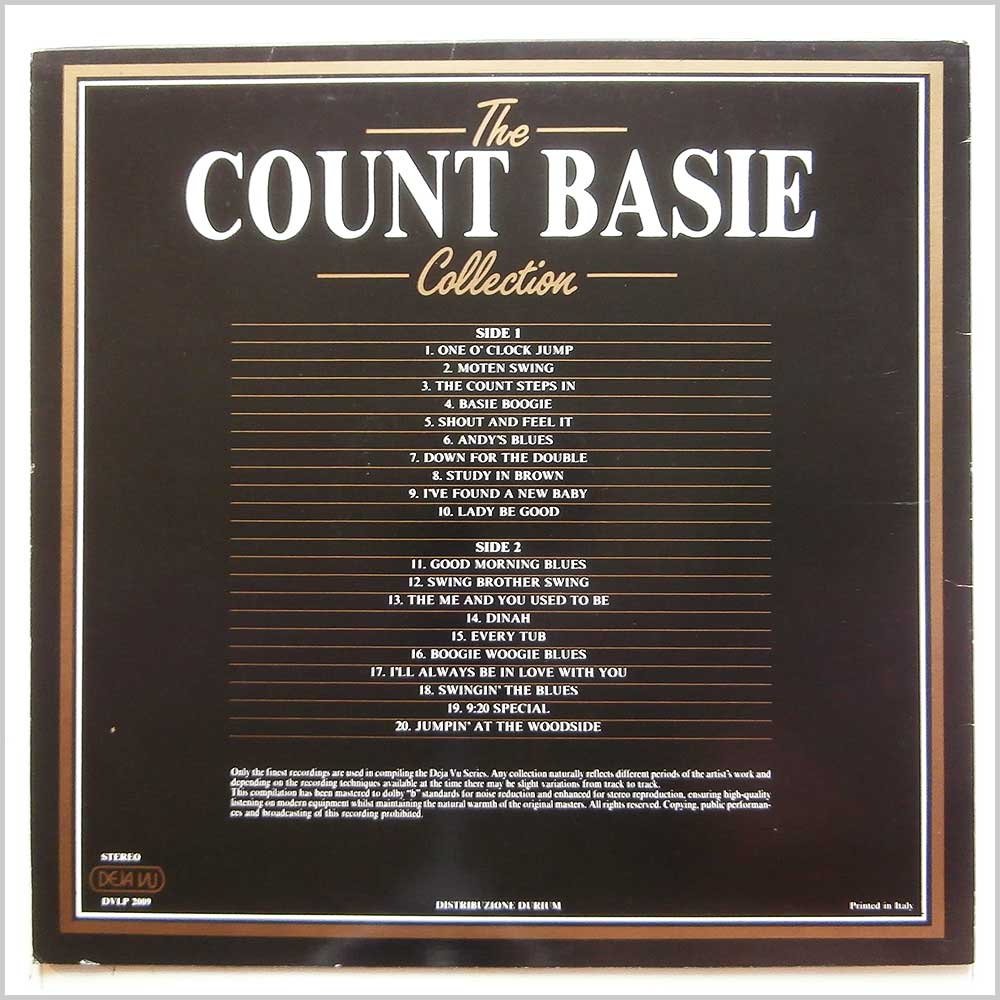 The
COUNT BASIE
Collection
SIDE 1
1. ONE O' CLOCK JUMP
2. MOTEN SWING
3. THE COUNT STEPS IN
4. BASIE BOOGIE
5. SHOUT AND FEEL IT
6. ANDY'S BLUES
7. DOWN FOR THE DOUBLE
8. STUDY IN BROWN
9. I'VE FOUND A NEW BABY
10. LADY BE GOOD
SIDE 2
11. GOOD MORNING BLUES
12. SWING BROTHER SWING
13. THE ME AND YOU USED TO BE
14. DINAH
15. EVERY TUB
16. BOOGIE WOOGIE BLUES
17. I'LL ALWAYS BE IN LOVE WITH YOU
18. SWINGIN' THE BLUES
19. 9:20 SPECIAL
20. JUMPIN' AT THE WOODSIDE
Only the finest recordings are used in compiling the Deja Vu Series. Any collection naturally reflects different periods of the artist's work and
depending on the recording techniques available at the time there may be slight variations from track to track.
This compilation has been mastered to dolby "b" standards for noise reduction and enhanced for stereo reproduction, ensuring high-quality
listening on modern equipment whilst maintaining the natural warmth of the original masters. All rights reserved. Copying, public performan-
ces and broadcasting of this recording prohibited.
STEREO
DEJA VU
DVLP 2009
DISTRIBUZIONE DURIUM
Printed in Italy